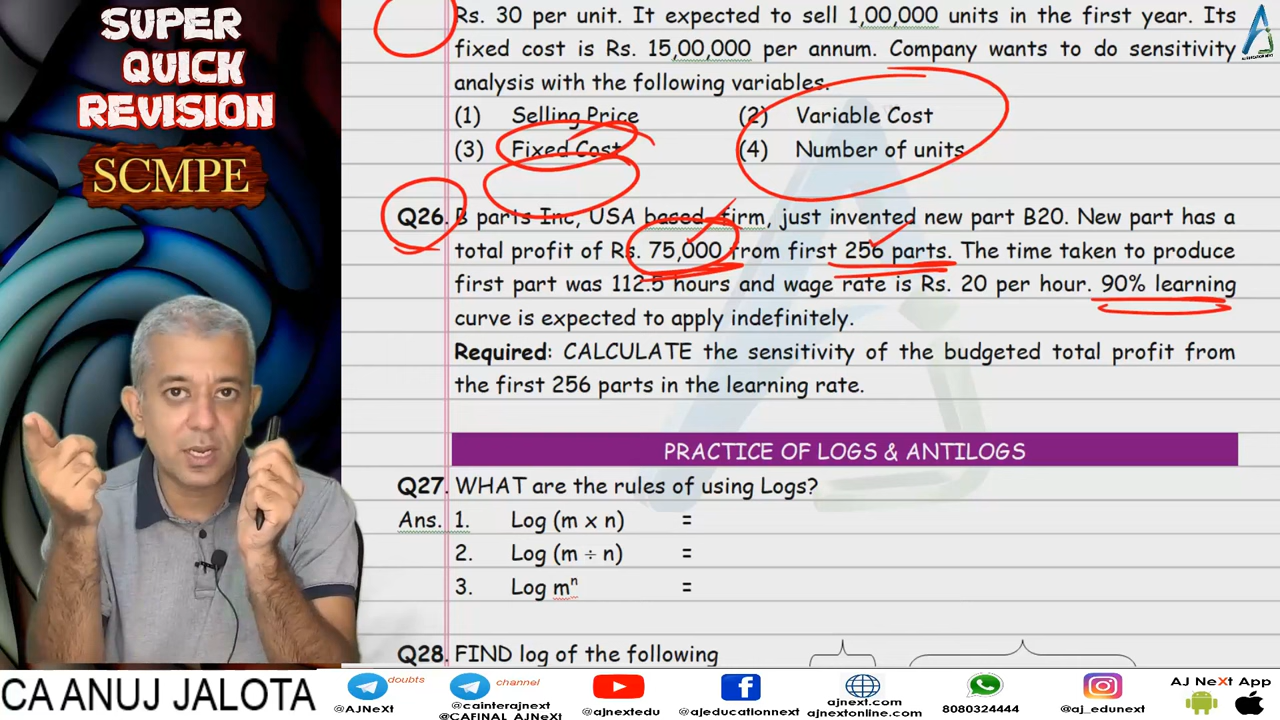 SUPER
QUICK
REVISION
SCMPE
Rs. 30 per unit. It expected to sell 1,00,000 units in the first year. Its
fixed cost is Rs. 15,00,000 per annum. Company wants to do sensitivity
analysis with the following variables.
(1) Selling Price (2) Variable Cost
(3) Fixed Cost (4) Number of units
Q26. B parts Inc, USA based firm, just invented new part B20. New part has a
total profit of Rs. 75,000 from first 256 parts. The time taken to produce
first part was 112.5 hours and wage rate is Rs. 20 per hour. 90% learning
curve is expected to apply indefinitely.
Required: CALCULATE the sensitivity of the budgeted total profit from
the first 256 parts in the learning rate.
PRACTICE OF LOGS & ANTILOGS
Q27. WHAT are the rules of using Logs?
Ans. 1. Log (m x n) =
2. Log (m ÷ n) =
3. Log mⁿ =
Q28. FIND log of the following
CA ANUJ JALOTA
doubts
@AJNeXt
channel
@cainterajnext
@CAFINAL_AJNeXt
@ajnextedu
@ajeducationnext
ajnext.com
ajnextonline.com
8080324444
@aj_edunext
AJ NeXt App